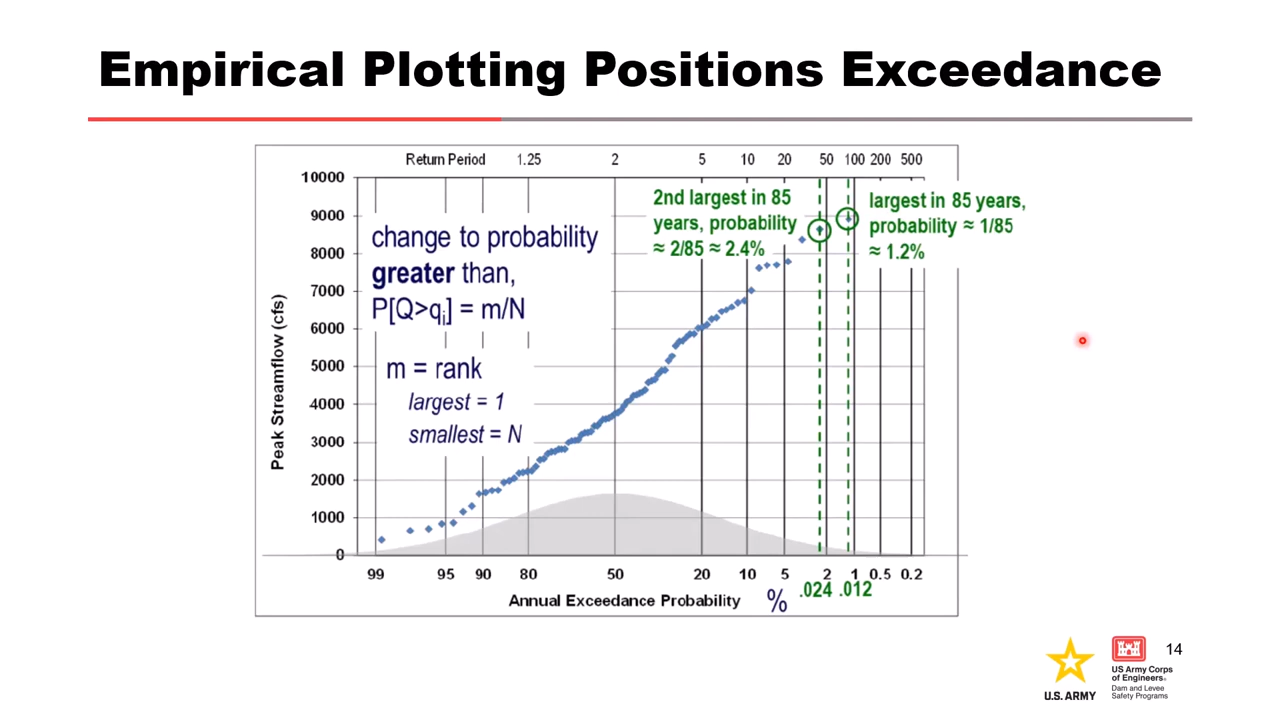 Empirical Plotting Positions Exceedance
Return Period 1.25 2 5 10 20 50 100 200 500
10000
9000
8000
7000
6000
5000
4000
3000
2000
1000
0
Peak Streamflow (cfs)
change to probability
greater than,
P[Q>qi] = m/N
m = rank
largest = 1
smallest = N
2nd largest in 85
years, probability
≈ 2/85 ≈ 2.4%
largest in 85 years,
probability ≈ 1/85
≈ 1.2%
99 95 90 80 50 20 10 5 2 1 0.5 0.2
.024 .012
Annual Exceedance Probability %
14
U.S. ARMY
US Army Corps
of Engineers®
Dam and Levee
Safety Programs